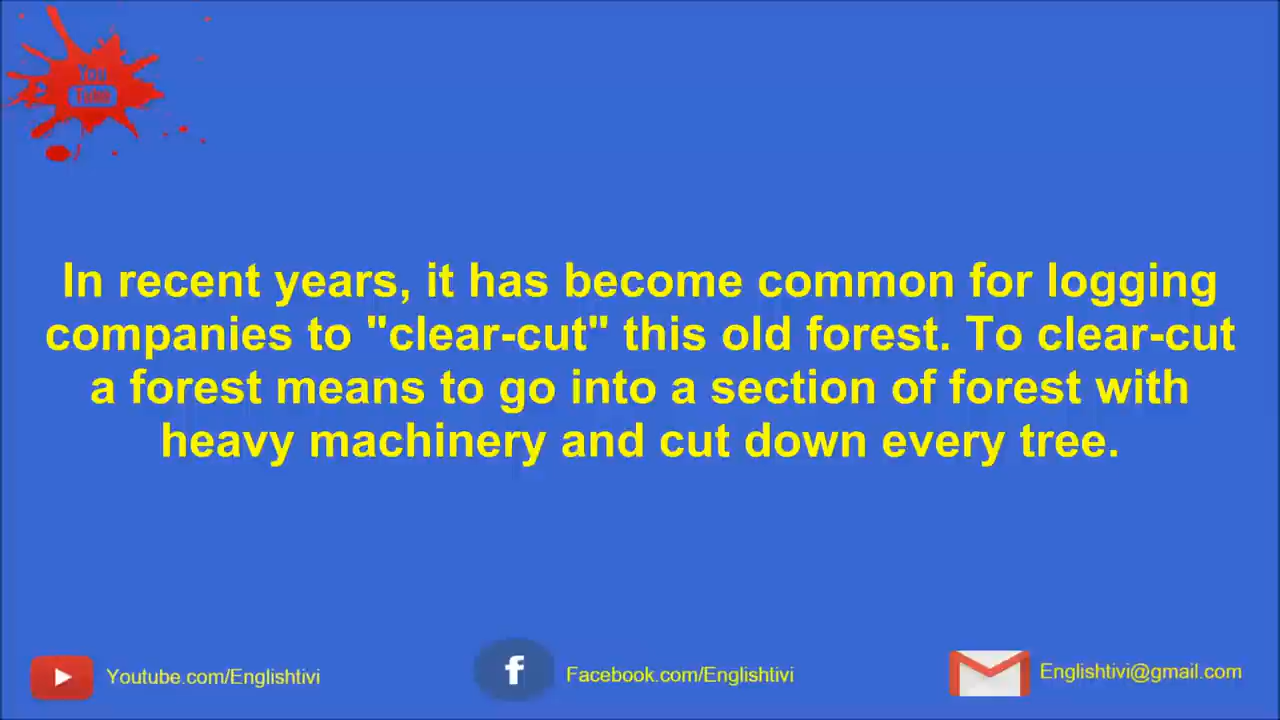 You
Tube
In recent years, it has become common for logging
companies to "clear-cut" this old forest. To clear-cut
a forest means to go into a section of forest with
heavy machinery and cut down every tree.
Youtube.com/Englishtivi
f
Facebook.com/Englishtivi
Englishtivi@gmail.com